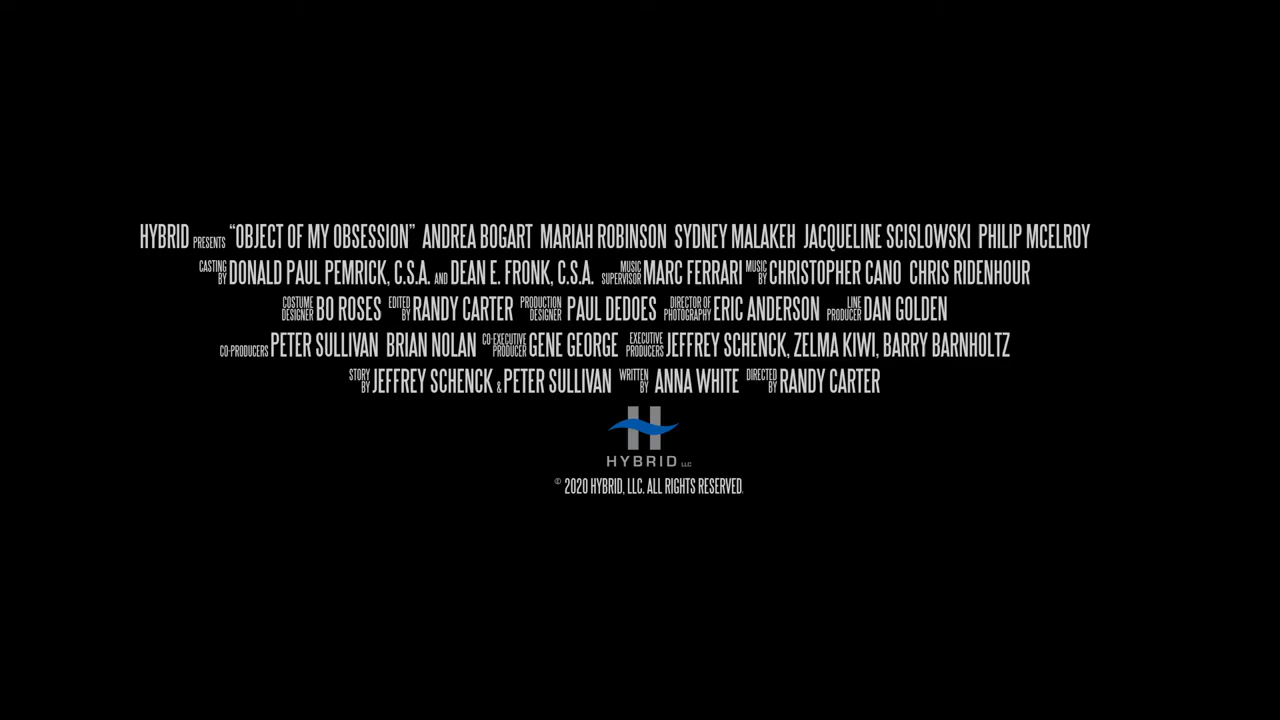 HYBRID PRESENTS “OBJECT OF MY OBSESSION” ANDREA BOGART MARIAH ROBINSON SYDNEY MALAKEH JACQUELINE SCISLOWSKI PHILIP MCELROY
CASTING BY DONALD PAUL PEMRICK, C.S.A. AND DEAN E. FRONK, C.S.A. MUSIC SUPERVISOR MARC FERRARI MUSIC BY CHRISTOPHER CANO CHRIS RIDENHOUR
COSTUME DESIGNER BO ROSES EDITED BY RANDY CARTER PRODUCTION DESIGNER PAUL DEDOES DIRECTOR OF PHOTOGRAPHY ERIC ANDERSON LINE PRODUCER DAN GOLDEN
CO-PRODUCERS PETER SULLIVAN BRIAN NOLAN CO-EXECUTIVE PRODUCER GENE GEORGE EXECUTIVE PRODUCERS JEFFREY SCHENCK, ZELMA KIWI, BARRY BARNHOLTZ
STORY BY JEFFREY SCHENCK & PETER SULLIVAN WRITTEN BY ANNA WHITE DIRECTED BY RANDY CARTER
H
HYBRID LLC
© 2020 HYBRID, LLC. ALL RIGHTS RESERVED.